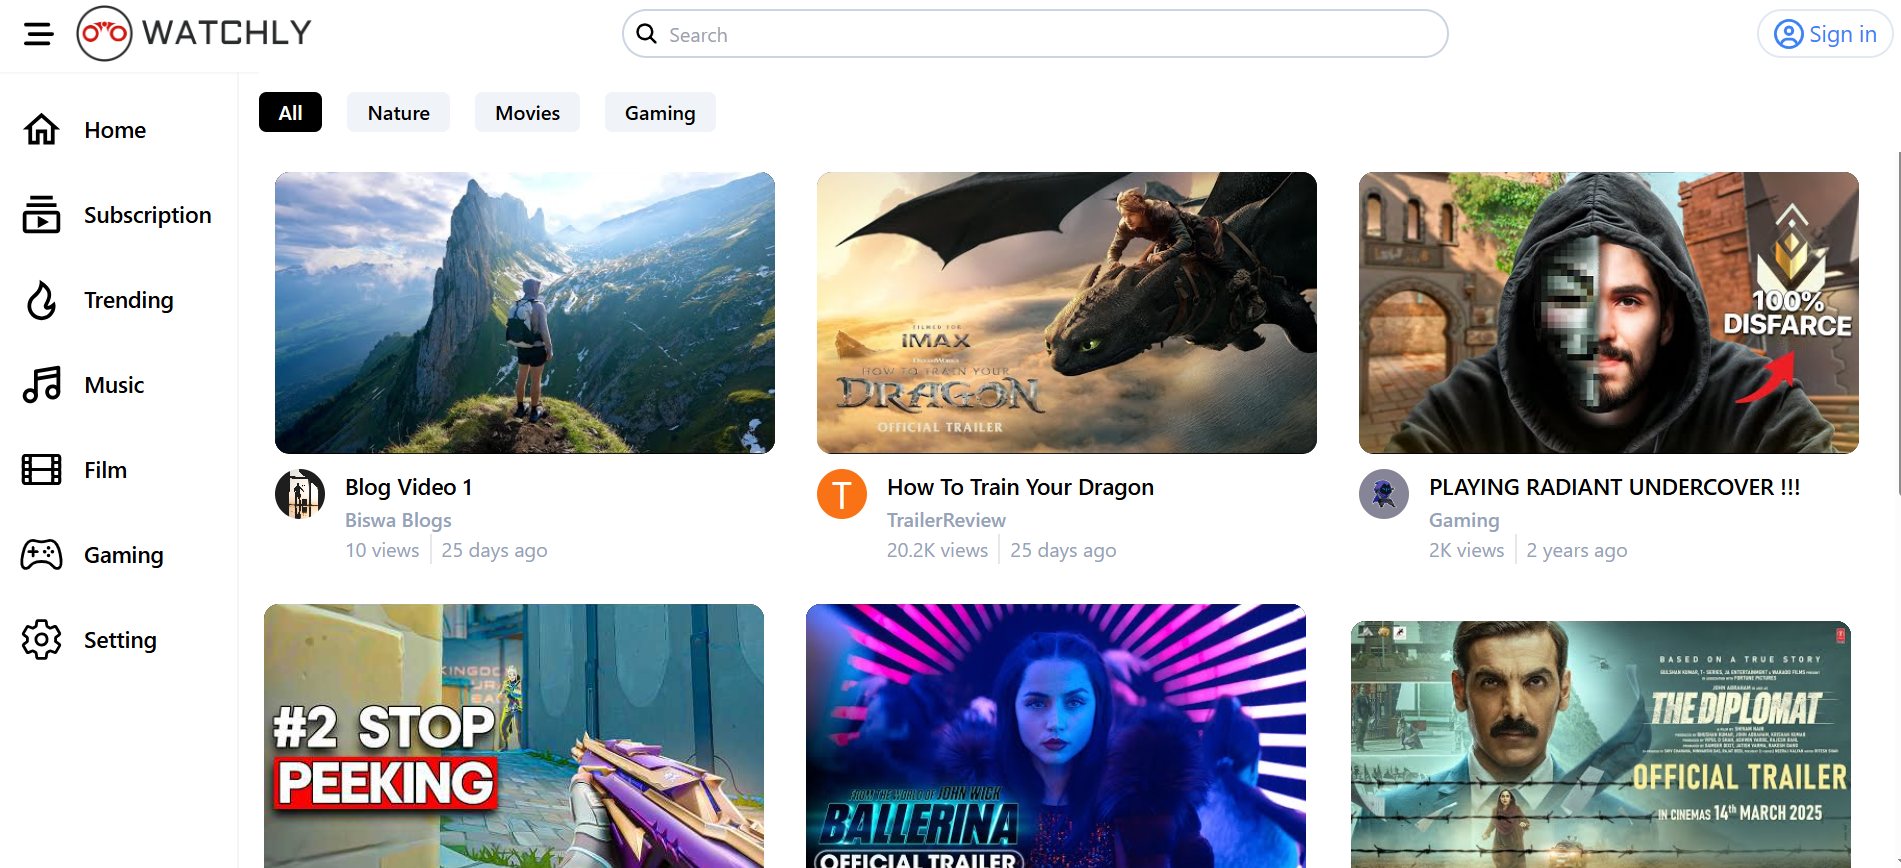 WATCHLY
Search
Sign in
Home
Subscription
Trending
Music
Film
Gaming
Setting
All
Nature
Movies
Gaming
FILMED FOR
IMAX
HOW TO TRAIN YOUR
DRAGON
OFFICIAL TRAILER
100%
DISFARCE
Blog Video 1
Biswa Blogs
10 views
25 days ago
T
How To Train Your Dragon
TrailerReview
20.2K views
25 days ago
PLAYING RADIANT UNDERCOVER !!!
Gaming
2K views
2 years ago
#2 STOP
PEEKING
FROM THE WORLD OF JOHN WICK
BALLERINA
OFFICIAL TRAILER
BASED ON A TRUE STORY
THE DIPLOMAT
OFFICIAL TRAILER
IN CINEMAS 14th MARCH 2025